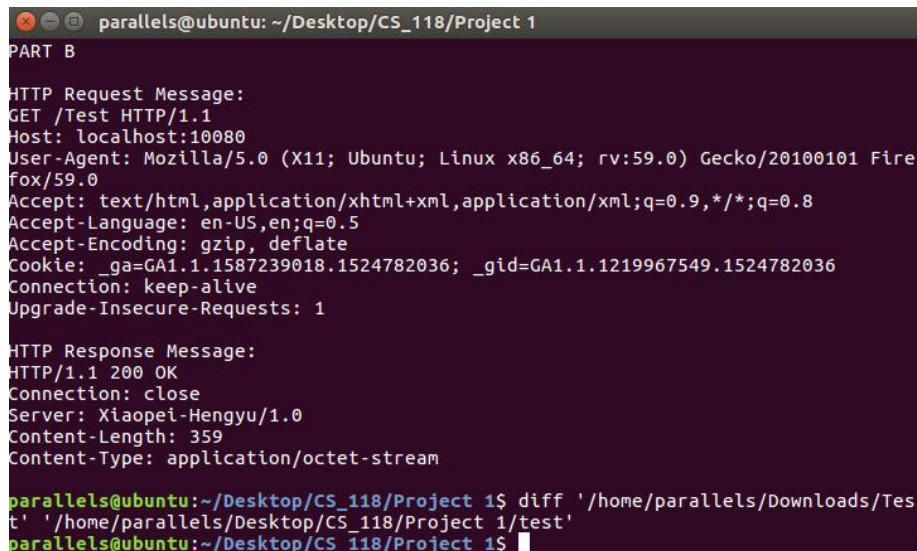 parallels@ubuntu: ~/Desktop/CS_118/Project 1
PART B
HTTP Request Message:
GET /Test HTTP/1.1
Host: localhost:10080
User-Agent: Mozilla/5.0 (X11; Ubuntu; Linux x86_64; rv:59.0) Gecko/20100101 Fire
fox/59.0
Accept: text/html,application/xhtml+xml,application/xml;q=0.9,*/*;q=0.8
Accept-Language: en-US,en;q=0.5
Accept-Encoding: gzip, deflate
Cookie: _ga=GA1.1.1587239018.1524782036; _gid=GA1.1.1219967549.1524782036
Connection: keep-alive
Upgrade-Insecure-Requests: 1
HTTP Response Message:
HTTP/1.1 200 OK
Connection: close
Server: Xiaopei-Hengyu/1.0
Content-Length: 359
Content-Type: application/octet-stream
parallels@ubuntu:~/Desktop/CS_118/Project 1$ diff '/home/parallels/Downloads/Tes
t' '/home/parallels/Desktop/CS_118/Project 1/test'
parallels@ubuntu:~/Desktop/CS_118/Project 1$